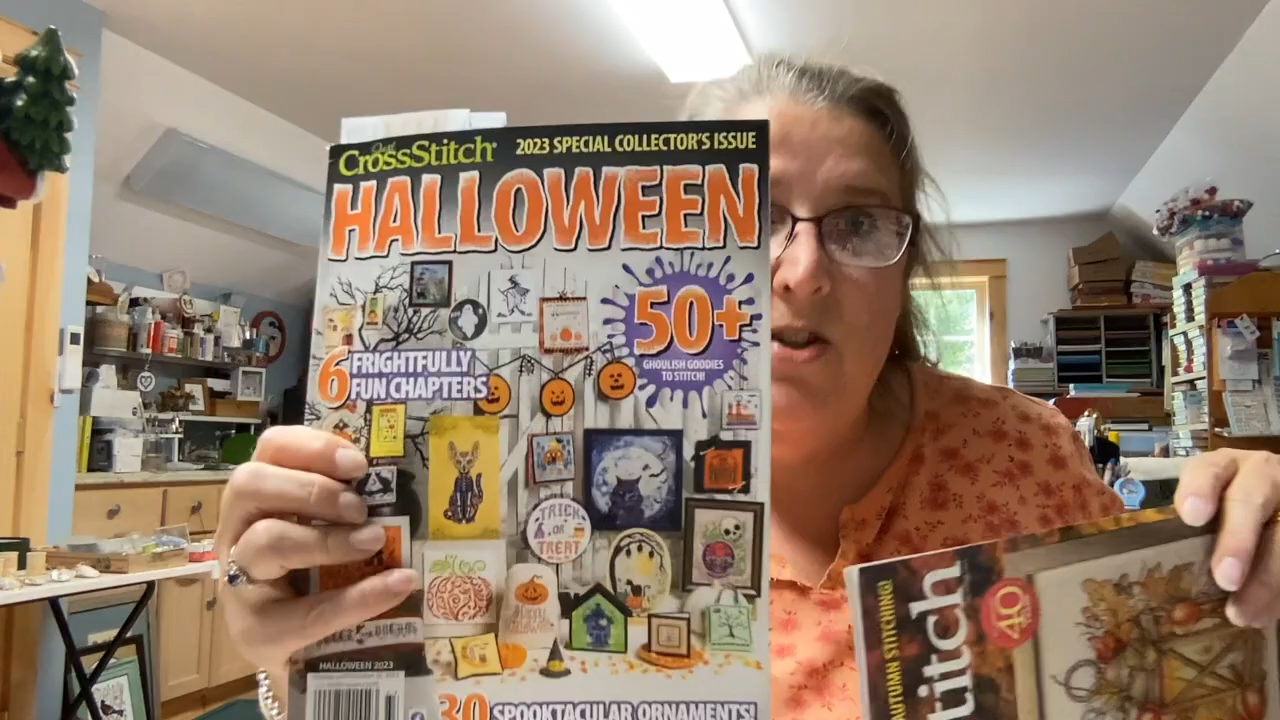 Just CrossStitch 2023 SPECIAL COLLECTOR'S ISSUE
HALLOWEEN
50+
GHOULISH GOODIES
TO STITCH!
6 FRIGHTFULLY
FUN CHAPTERS
TRICK
OR
TREAT
HALLOWEEN 2023
30 SPOOKTACULAR ORNAMENTS!
AUTUMN STITCHING!
titch
40